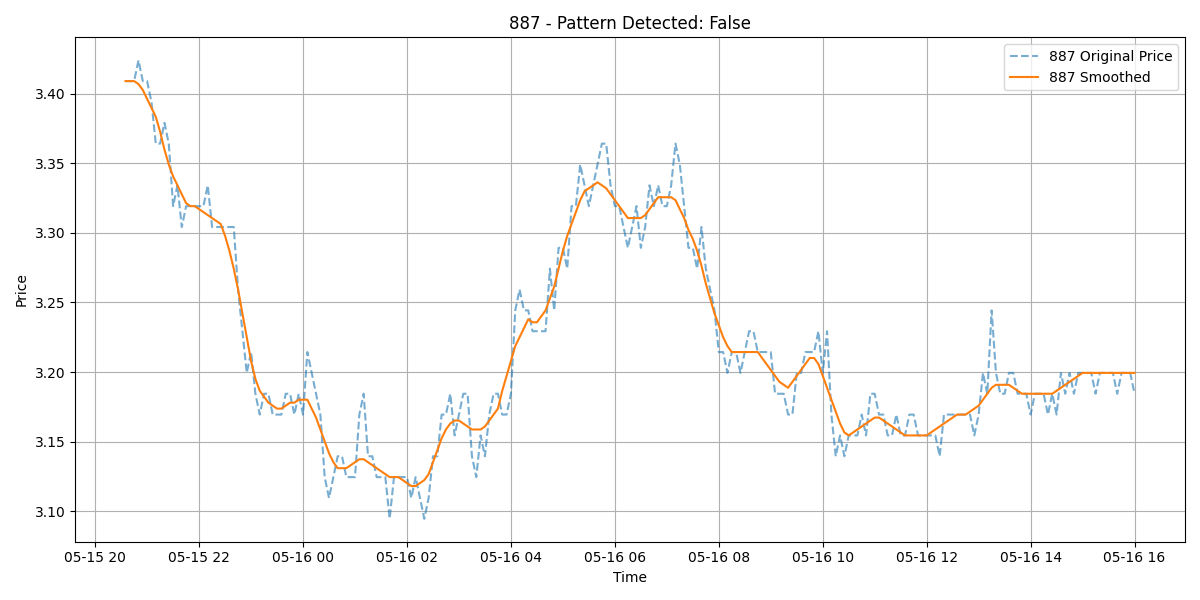 887 - Pattern Detected: False
887 Original Price
887 Smoothed
Price
3.40
3.35
3.30
3.25
3.20
3.15
3.10
05-15 20 05-15 22 05-16 00 05-16 02 05-16 04 05-16 06 05-16 08 05-16 10 05-16 12 05-16 14 05-16 16
Time